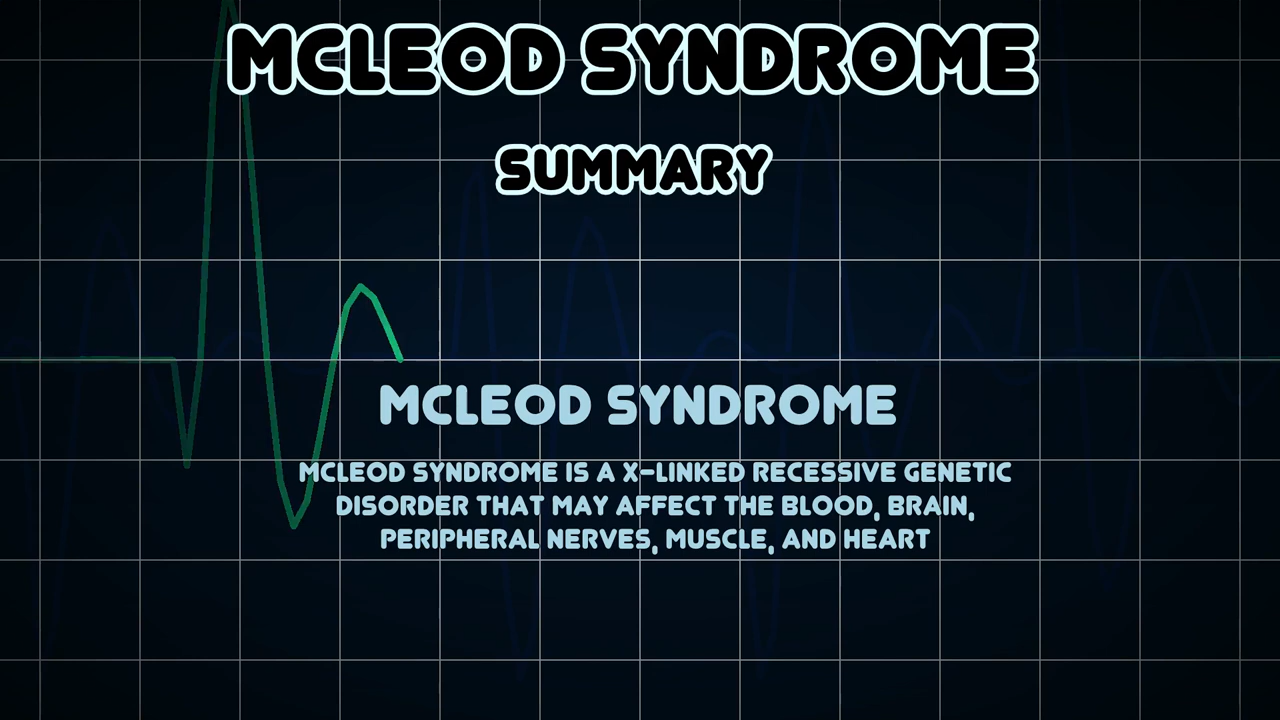 MCLEOD SYNDROME
SUMMARY
MCLEOD SYNDROME
MCLEOD SYNDROME IS A X-LINKED RECESSIVE GENETIC
DISORDER THAT MAY AFFECT THE BLOOD, BRAIN,
PERIPHERAL NERVES, MUSCLE, AND HEART